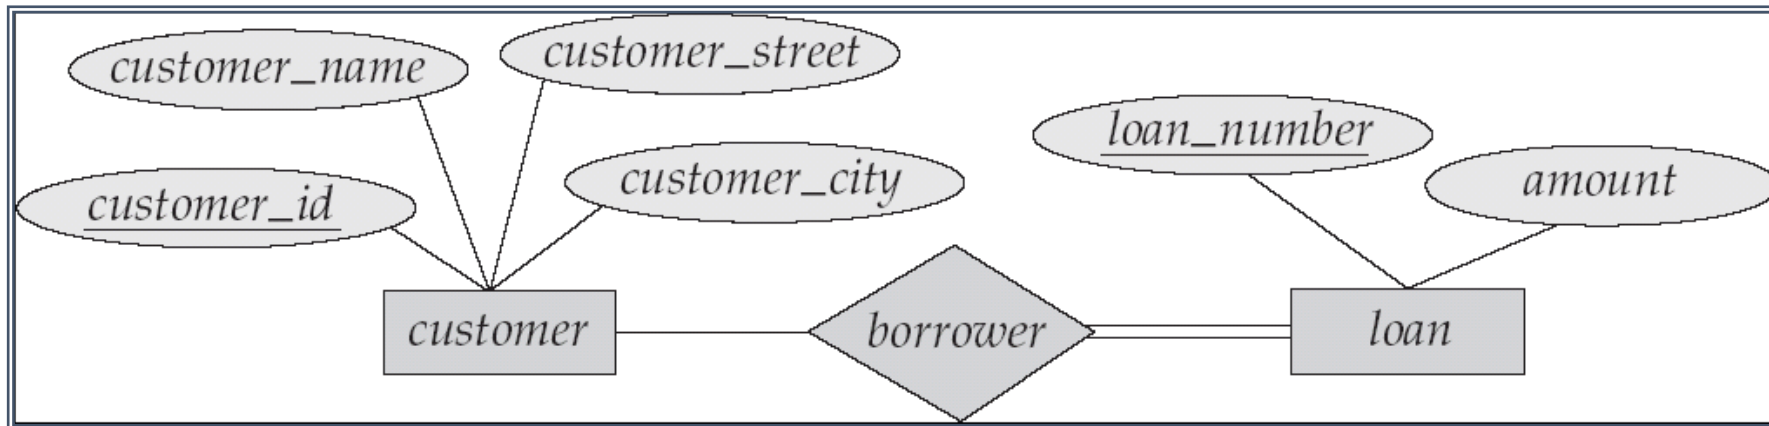 customer_name
customer_street
customer_id
customer_city
loan_number
amount
customer
borrower
loan